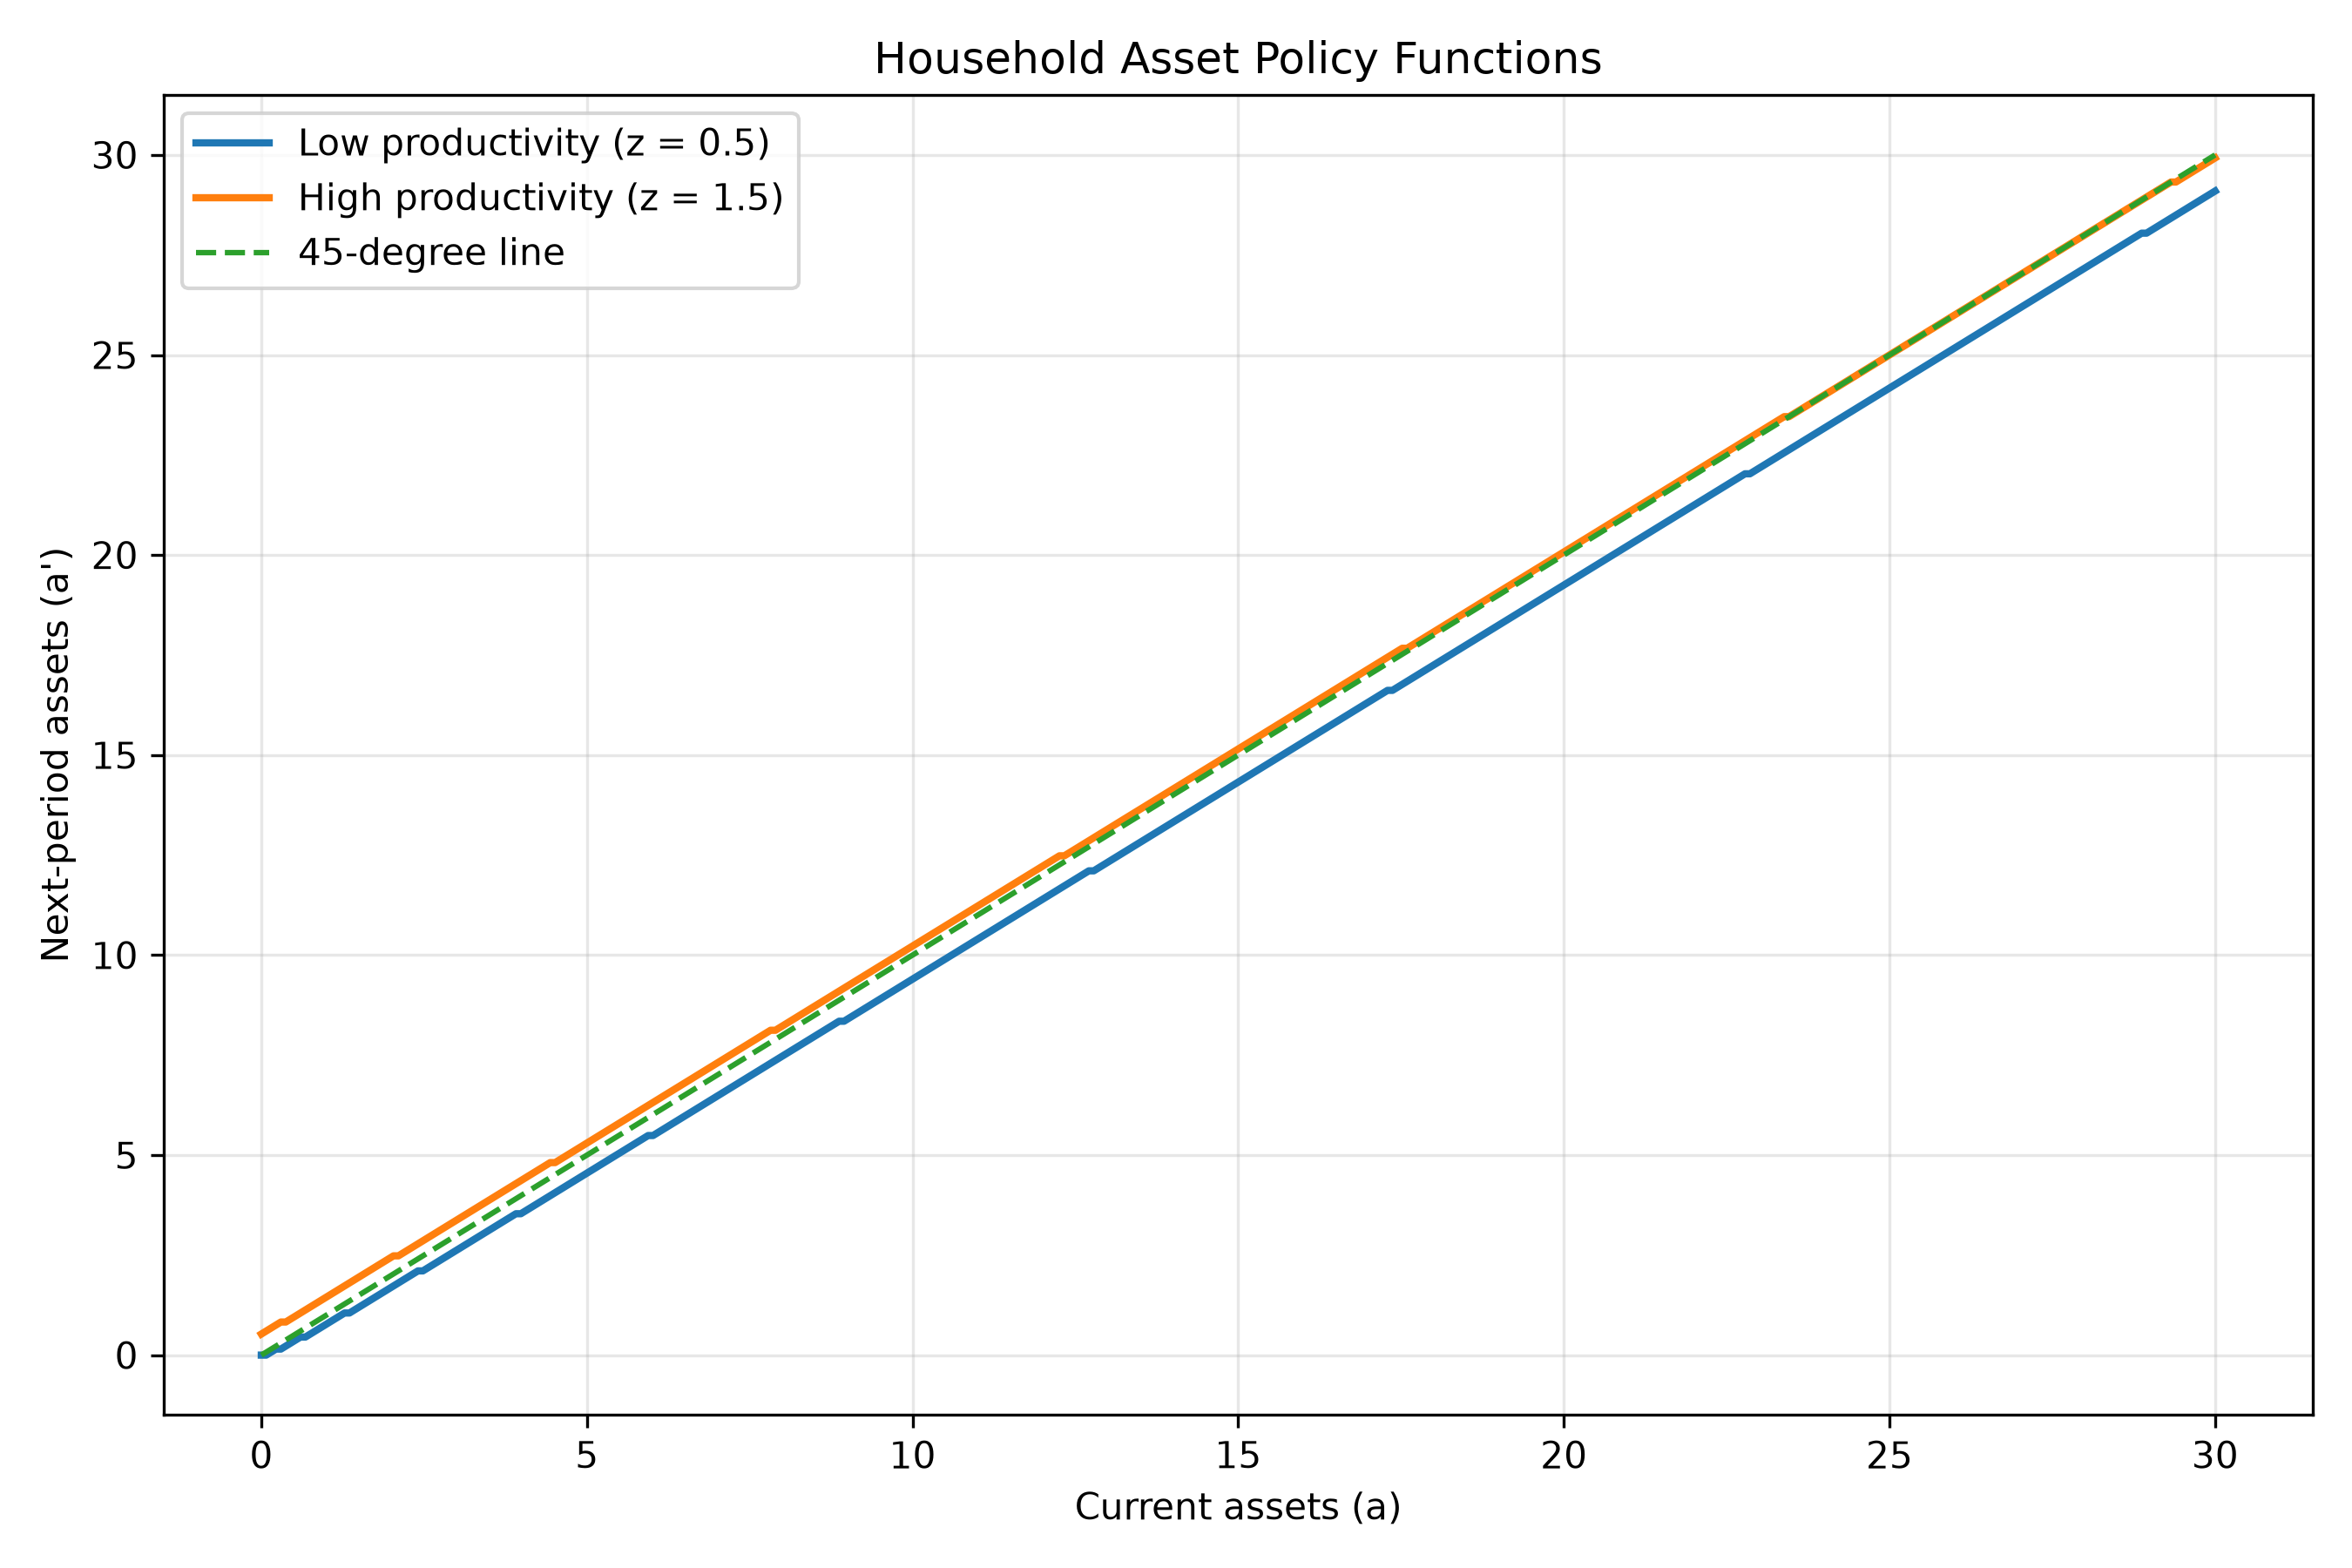 Household Asset Policy Functions
Low productivity (z = 0.5)
High productivity (z = 1.5)
45-degree line
Next-period assets (a')
30
25
20
15
10
5
0
0 5 10 15 20 25 30
Current assets (a)